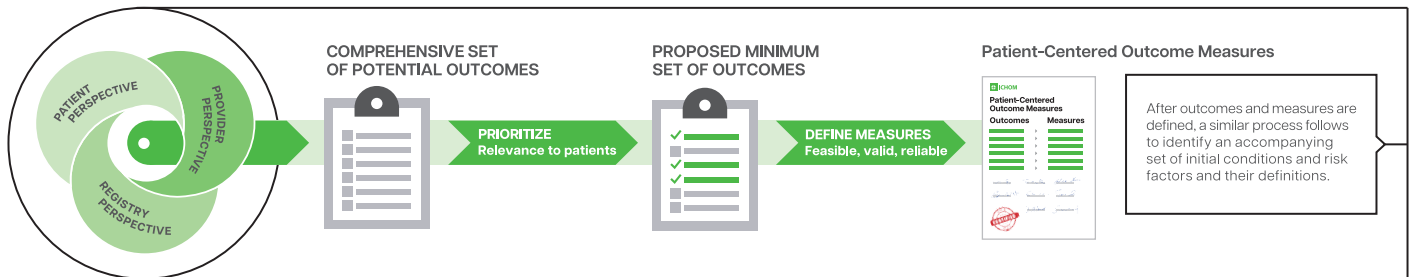 PATIENT
PERSPECTIVE
PROVIDER
PERSPECTIVE
REGISTRY
PERSPECTIVE
COMPREHENSIVE SET
OF POTENTIAL OUTCOMES
PRIORITIZE
Relevance to patients
PROPOSED MINIMUM
SET OF OUTCOMES
DEFINE MEASURES
Feasible, valid, reliable
Patient-Centered Outcome Measures
ICHOM
Patient-Centered
Outcome Measures
Outcomes Measures
CERTIFIED
After outcomes and measures are
defined, a similar process follows
to identify an accompanying
set of initial conditions and risk
factors and their definitions.